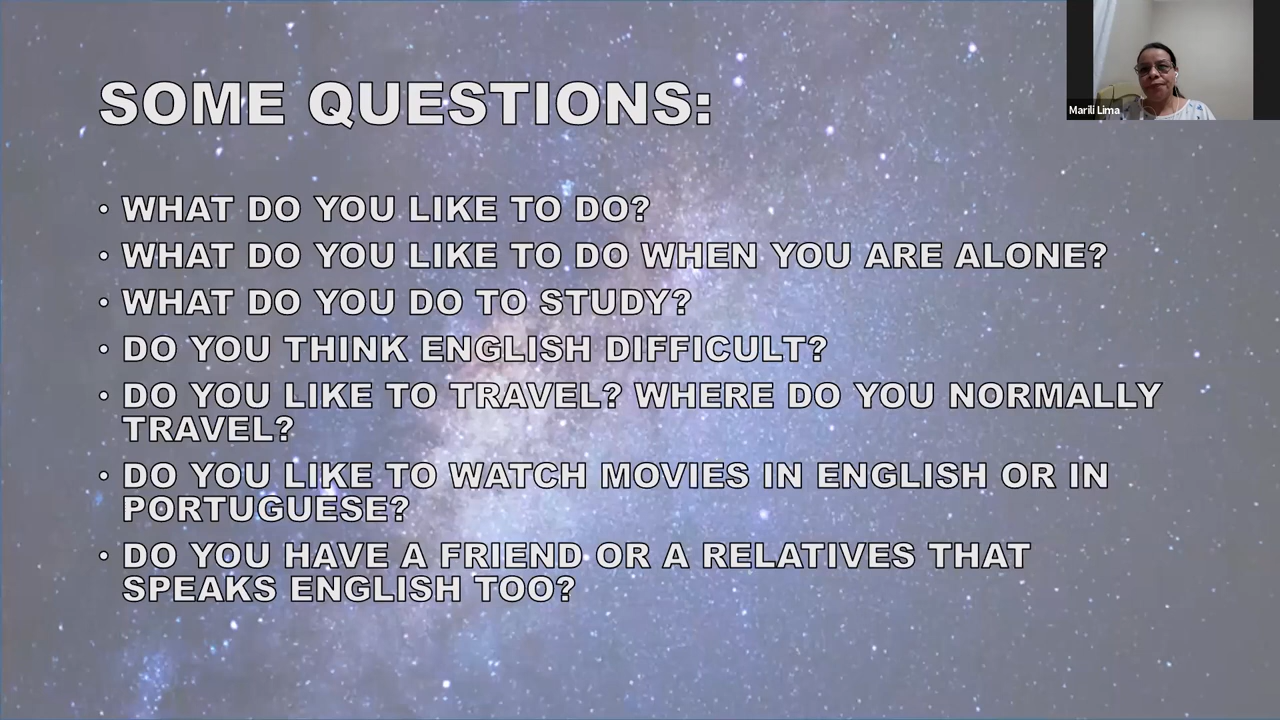 SOME QUESTIONS:
Marili Lima
• WHAT DO YOU LIKE TO DO?
• WHAT DO YOU LIKE TO DO WHEN YOU ARE ALONE?
• WHAT DO YOU DO TO STUDY?
• DO YOU THINK ENGLISH DIFFICULT?
• DO YOU LIKE TO TRAVEL? WHERE DO YOU NORMALLY
TRAVEL?
• DO YOU LIKE TO WATCH MOVIES IN ENGLISH OR IN
PORTUGUESE?
• DO YOU HAVE A FRIEND OR A RELATIVES THAT
SPEAKS ENGLISH TOO?